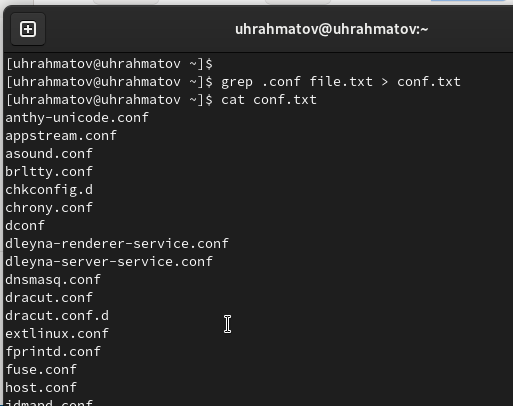 uhrahmatov@uhrahmatov:~
[uhrahmatov@uhrahmatov ~]$
[uhrahmatov@uhrahmatov ~]$ grep .conf file.txt > conf.txt
[uhrahmatov@uhrahmatov ~]$ cat conf.txt
anthy-unicode.conf
appstream.conf
asound.conf
brltty.conf
chkconfig.d
chrony.conf
dconf
dleyna-renderer-service.conf
dleyna-server-service.conf
dnsmasq.conf
dracut.conf
dracut.conf.d
extlinux.conf
fprintd.conf
fuse.conf
host.conf
idmapd.conf